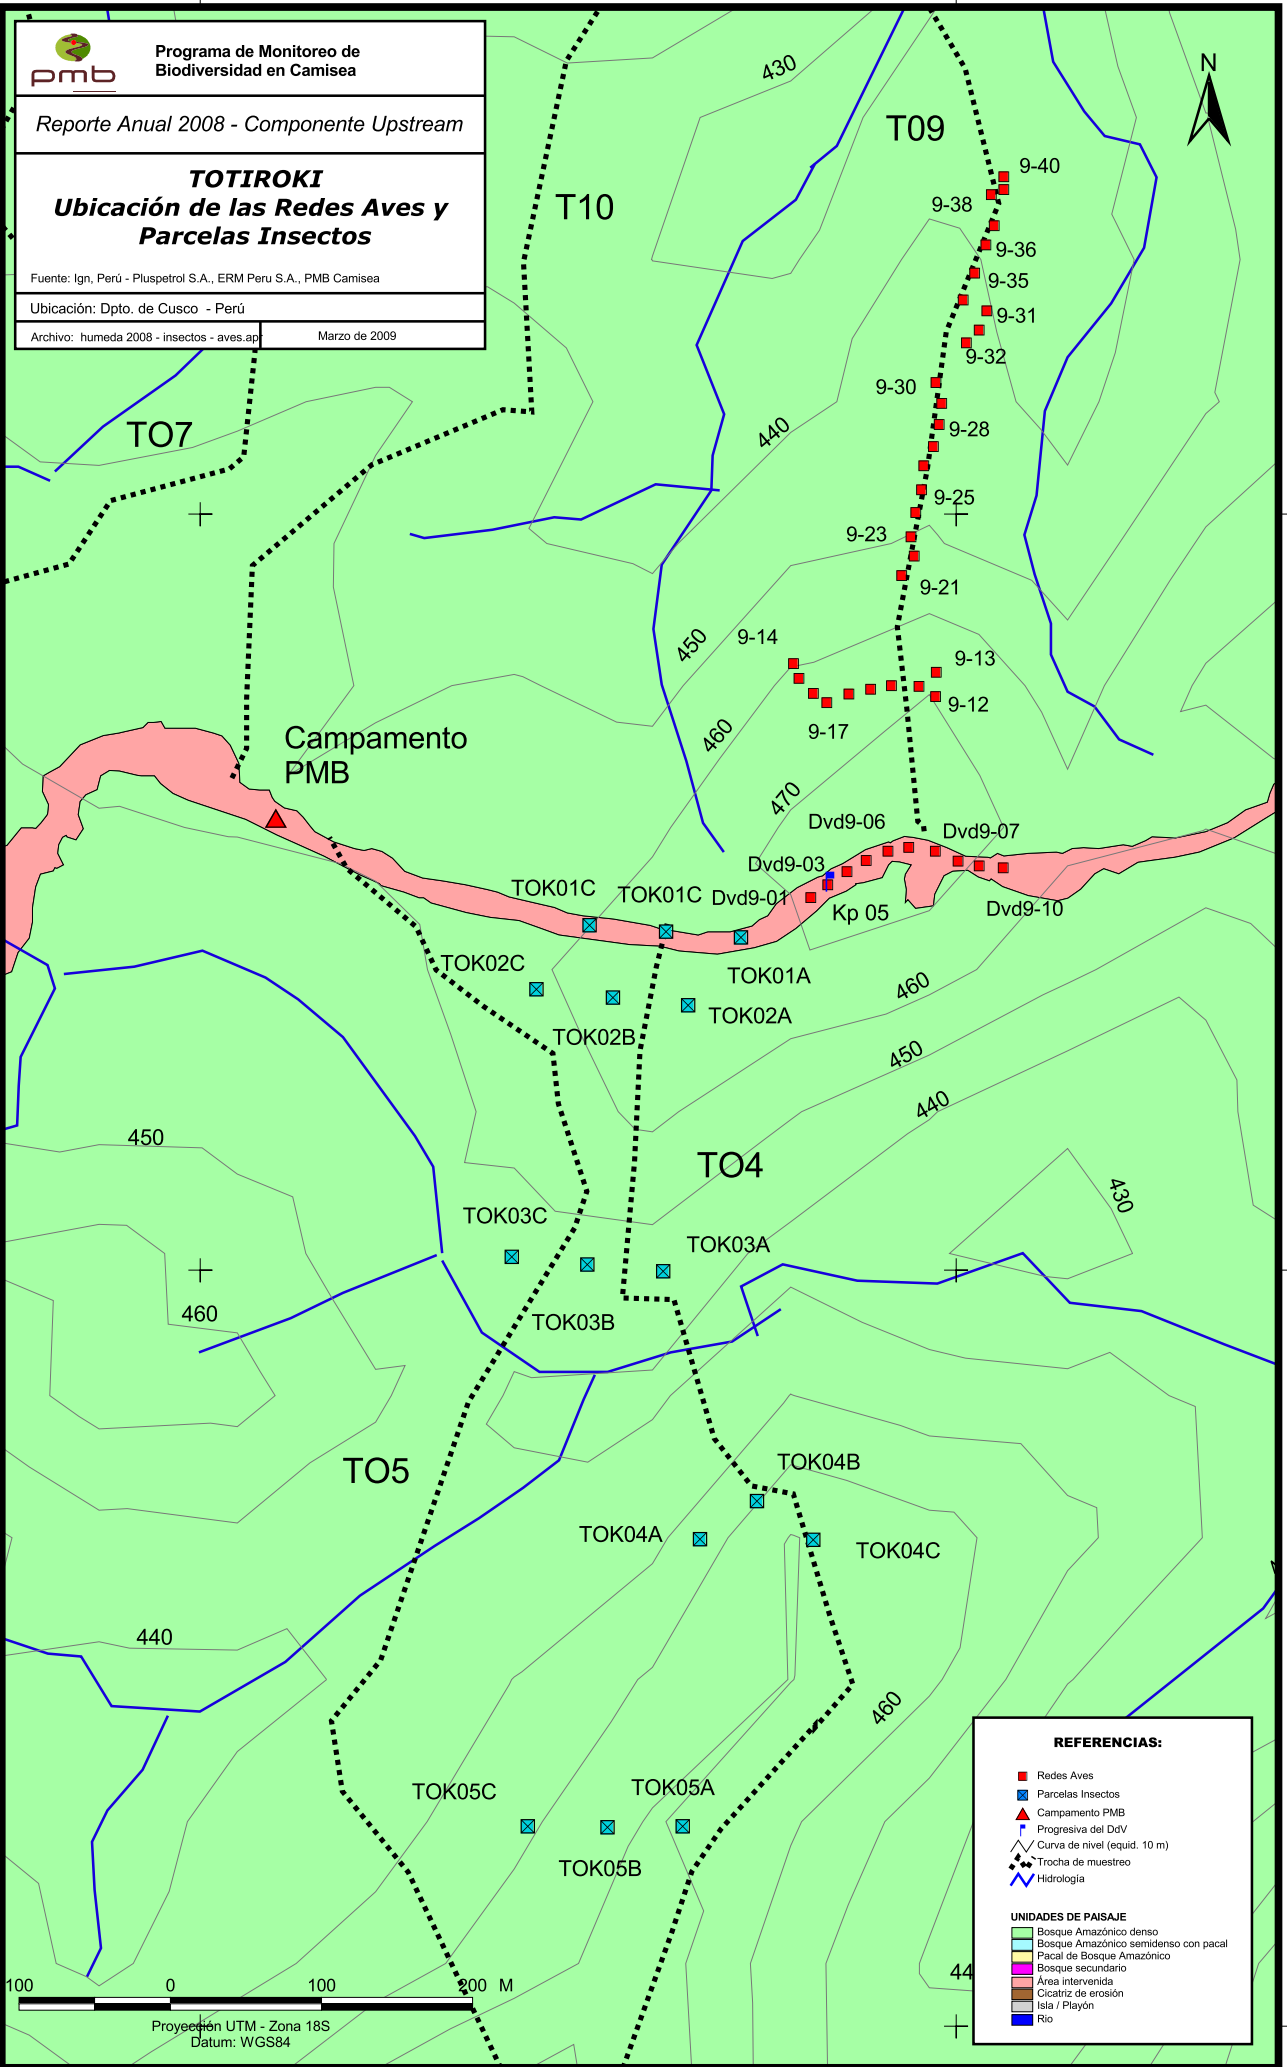 pmb
Programa de Monitoreo de
Biodiversidad en Camisea
Reporte Anual 2008 - Componente Upstream
TOTIROKI
Ubicación de las Redes Aves y
Parcelas Insectos
Fuente: Ign, Perú - Pluspetrol S.A., ERM Peru S.A., PMB Camisea
Ubicación: Dpto. de Cusco - Perú
Archivo: humeda 2008 - insectos - aves.apr
Marzo de 2009
N
430
T09
9-40
T10
9-38
9-36
9-35
9-31
9-32
9-30
TO7
440
9-28
9-25
9-23
9-21
450
9-14
9-13
9-12
9-17
460
Campamento
PMB
470
Dvd9-06
Dvd9-07
Dvd9-03
TOK01C
TOK01C
Dvd9-01
Kp 05
Dvd9-10
TOK02C
TOK01A
460
TOK02A
TOK02B
450
440
450
TO4
430
TOK03C
TOK03A
460
TOK03B
TO5
TOK04B
TOK04A
TOK04C
440
460
TOK05C
TOK05A
TOK05B
44
REFERENCIAS:
Redes Aves
Parcelas Insectos
Campamento PMB
Progresiva del DdV
Curva de nivel (equid. 10 m)
Trocha de muestreo
Hidrología
UNIDADES DE PAISAJE
Bosque Amazónico denso
Bosque Amazónico semidenso con pacal
Pacal de Bosque Amazónico
Bosque secundario
Área intervenida
Cicatriz de erosión
Isla / Playón
Rio
100 0 100 200 M
Proyección UTM - Zona 18S
Datum: WGS84